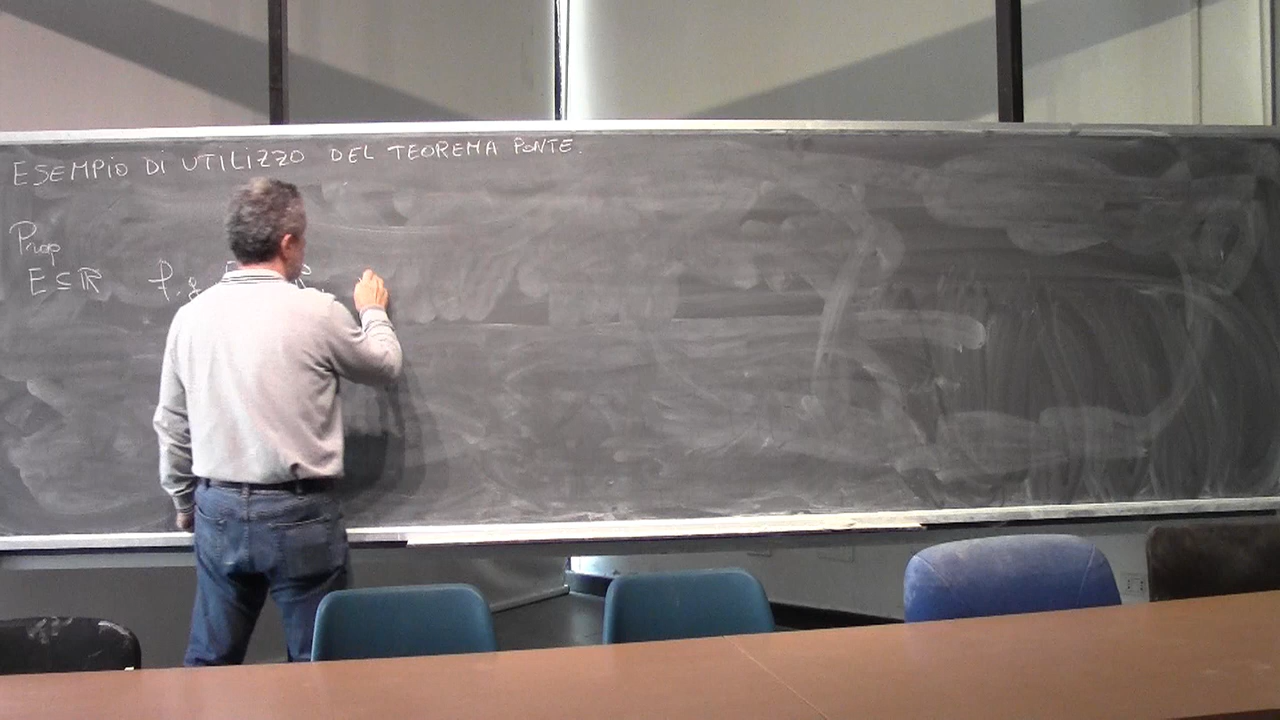 ESEMPIO DI UTILIZZO DEL TEOREMA PONTE.
Prop
E ⊆ ℝ f, g